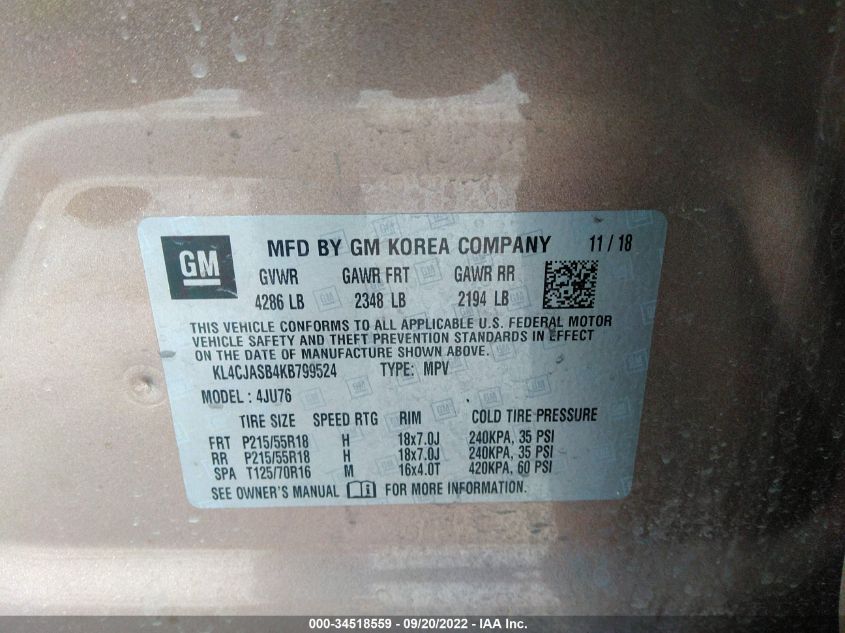 GM
MFD BY GM KOREA COMPANY 11 / 18
GVWR GAWR FRT GAWR RR
4286 LB 2348 LB 2194 LB
THIS VEHICLE CONFORMS TO ALL APPLICABLE U.S. FEDERAL MOTOR
VEHICLE SAFETY AND THEFT PREVENTION STANDARDS IN EFFECT
ON THE DATE OF MANUFACTURE SHOWN ABOVE.
KL4CJASB4KB799524 TYPE: MPV
MODEL : 4JU76
TIRE SIZE SPEED RTG RIM COLD TIRE PRESSURE
FRT P215/55R18 H 18x7.0J 240KPA, 35 PSI
RR P215/55R18 H 18x7.0J 240KPA, 35 PSI
SPA T125/70R16 M 16x4.0T 420KPA, 60 PSI
SEE OWNER'S MANUAL FOR MORE INFORMATION.
000-34518559 - 09/20/2022 - IAA Inc.